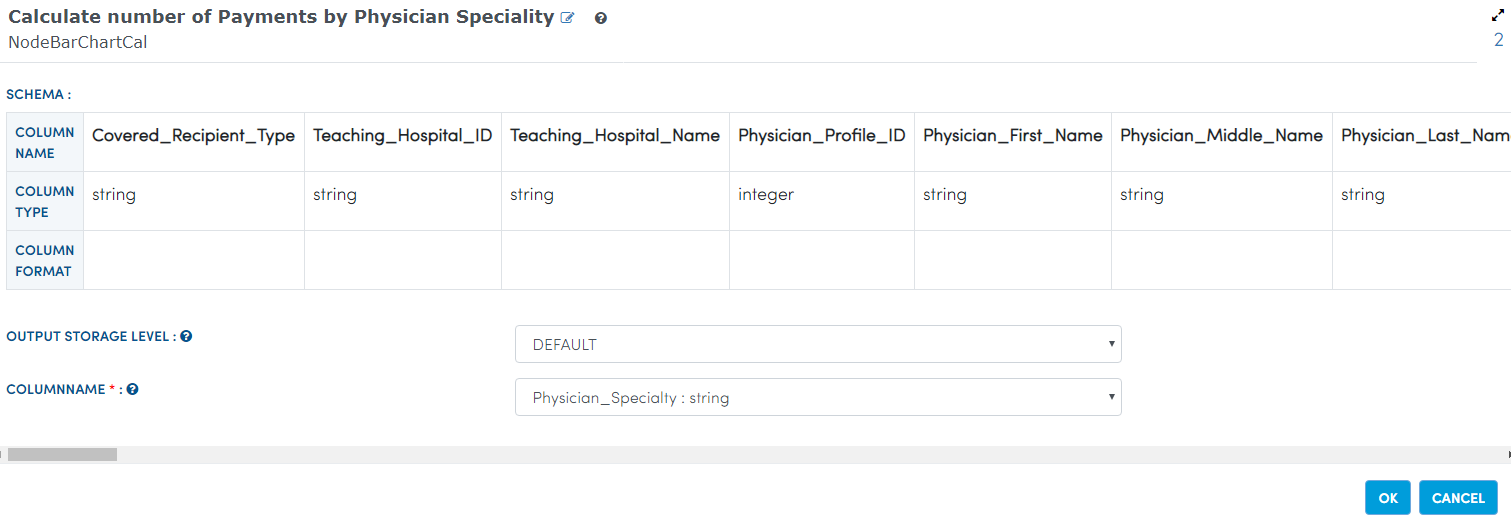 Calculate number of Payments by Physician Speciality
NodeBarChartCal
2
SCHEMA :
COLUMN NAME Covered_Recipient_Type Teaching_Hospital_ID Teaching_Hospital_Name Physician_Profile_ID Physician_First_Name Physician_Middle_Name Physician_Last_Nam
COLUMN TYPE string string string integer string string string
COLUMN FORMAT
OUTPUT STORAGE LEVEL : DEFAULT
COLUMNNAME * : Physician_Specialty : string
OK CANCEL